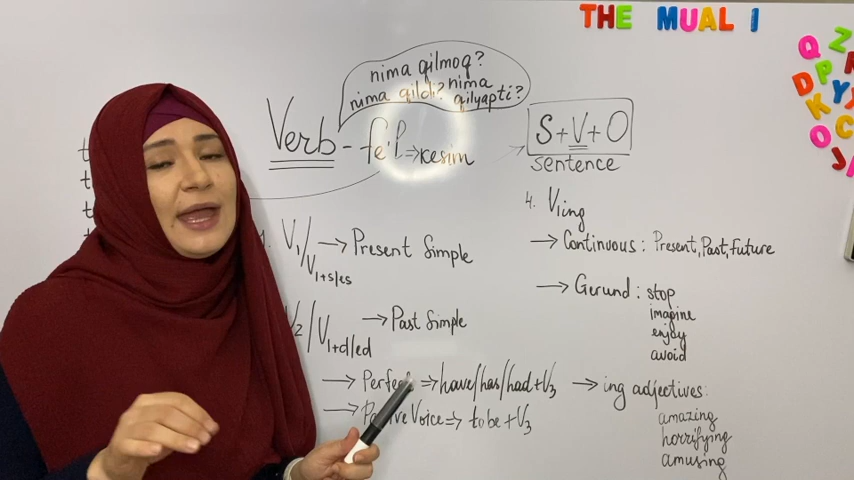 THE MUAL I
nima qilmoq?
nima qildi? nima
qilyapti?
Verb - fe'l => kesim
S+V+O
sentence
V1/V1+s/es → Present Simple
V2/V1+d/ed → Past Simple
→ Perfect => have/has/had+V3
→ Passive Voice => to be + V3
4. Ving
→ Continuous: Present, Past, Future
→ Gerund: stop
imagine
enjoy
avoid
→ ing adjectives:
amazing
horrifying
amusing